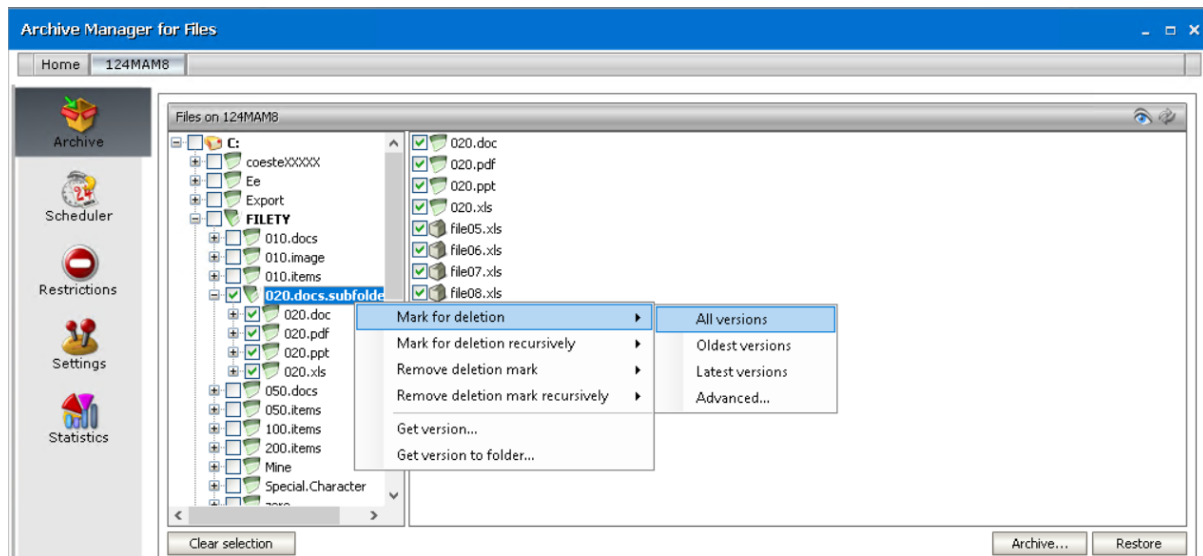 Archive Manager for Files
Home 124MAM8
Archive
Scheduler
Restrictions
Settings
Statistics
Files on 124MAM8
C:
coesteXXXXX
Ee
Export
FILETY
010.docs
010.image
010.items
020.docs.subfolde
020.doc
020.pdf
020.ppt
020.xls
050.docs
050.items
100.items
200.items
Mine
Special.Character
020.doc
020.pdf
020.ppt
020.xls
file05.xls
file06.xls
file07.xls
file08.xls
Mark for deletion
Mark for deletion recursively
Remove deletion mark
Remove deletion mark recursively
Get version...
Get version to folder...
All versions
Oldest versions
Latest versions
Advanced...
Clear selection
Archive...
Restore